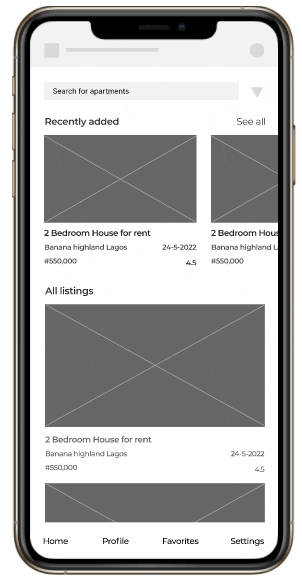 Search for apartments
Recently added See all
2 Bedroom House for rent 2 Bedroom Hous
Banana highland Lagos 24-5-2022 Banana highland L
#550,000 4.5 #550,000
All listings
2 Bedroom House for rent
Banana highland Lagos 24-5-2022
#550,000 4.5
Home Profile Favorites Settings